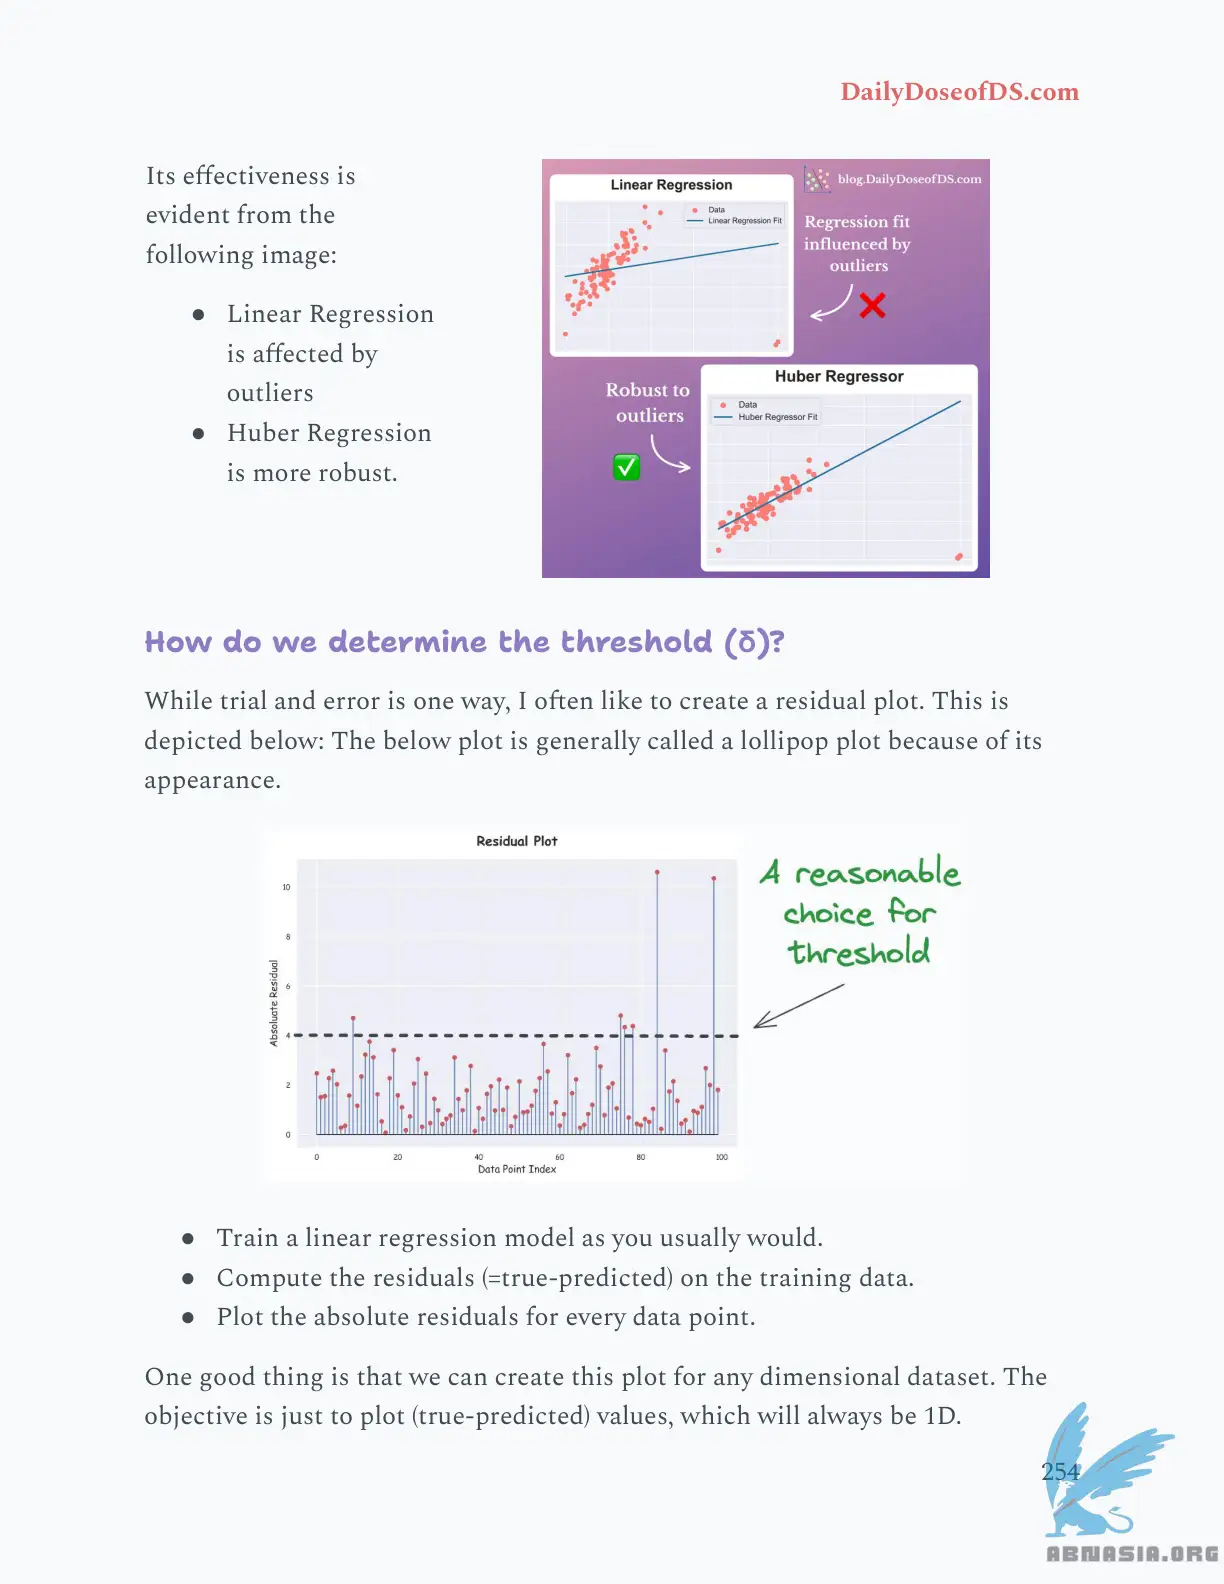 DailyDoseofDS.com
Its effectiveness is
evident from the
following image:
● Linear Regression
is affected by
outliers
● Huber Regression
is more robust.
Linear Regression
Data
Linear Regression Fit
blog.DailyDoseofDS.com
Regression fit
influenced by
outliers
Robust to
outliers
Huber Regressor
Data
Huber Regressor Fit
How do we determine the threshold (δ)?
While trial and error is one way, I often like to create a residual plot. This is
depicted below: The below plot is generally called a lollipop plot because of its
appearance.
Residual Plot
10
8
6
4
2
0
Absoluate Residual
0 20 40 60 80 100
Data Point Index
A reasonable
choice for
threshold
● Train a linear regression model as you usually would.
● Compute the residuals (=true-predicted) on the training data.
● Plot the absolute residuals for every data point.
One good thing is that we can create this plot for any dimensional dataset. The
objective is just to plot (true-predicted) values, which will always be 1D.
254
ABNASIA.ORG